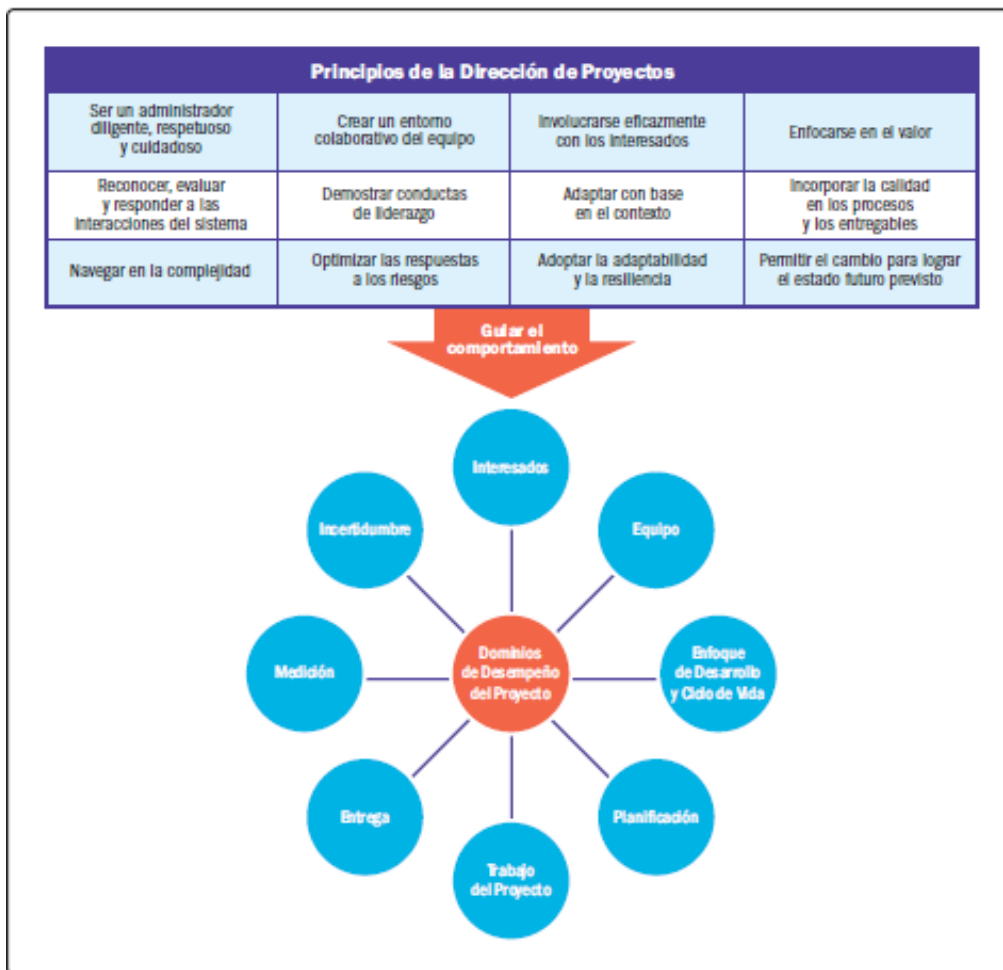 Principios de la Dirección de Proyectos
Ser un administrador
diligente, respetuoso
y cuidadoso
Crear un entorno
colaborativo del equipo
Involucrarse eficazmente
con los interesados
Enfocarse en el valor
Reconocer, evaluar
y responder a las
interacciones del sistema
Demostrar conductas
de liderazgo
Adaptar con base
en el contexto
Incorporar la calidad
en los procesos
y los entregables
Navegar en la complejidad
Optimizar las respuestas
a los riesgos
Adoptar la adaptabilidad
y la resiliencia
Permitir el cambio para lograr
el estado futuro previsto
Guiar el
comportamiento
Interesados
Incertidumbre
Equipo
Medición
Dominios
de Desempeño
del Proyecto
Enfoque
de Desarrollo
y Ciclo de Vida
Entrega
Planificación
Trabajo
del Proyecto